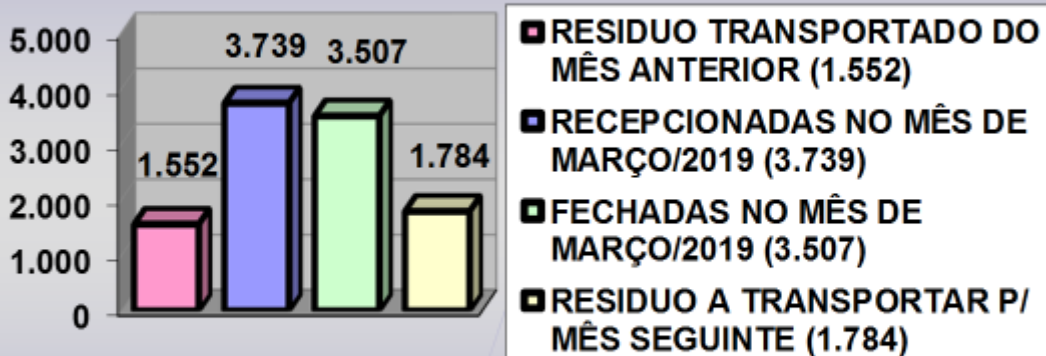 5.000
4.000
3.000
2.000
1.000
0
1.552
3.739
3.507
1.784
RESIDUO TRANSPORTADO DO
MÊS ANTERIOR (1.552)
RECEPCIONADAS NO MÊS DE
MARÇO/2019 (3.739)
FECHADAS NO MÊS DE
MARÇO/2019 (3.507)
RESIDUO A TRANSPORTAR P/
MÊS SEGUINTE (1.784)